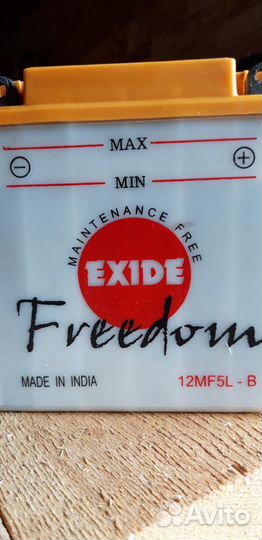 MAX
MIN
MAINTENANCE FREE
EXIDE
Freedom
MADE IN INDIA
12MF5L - B
Avito